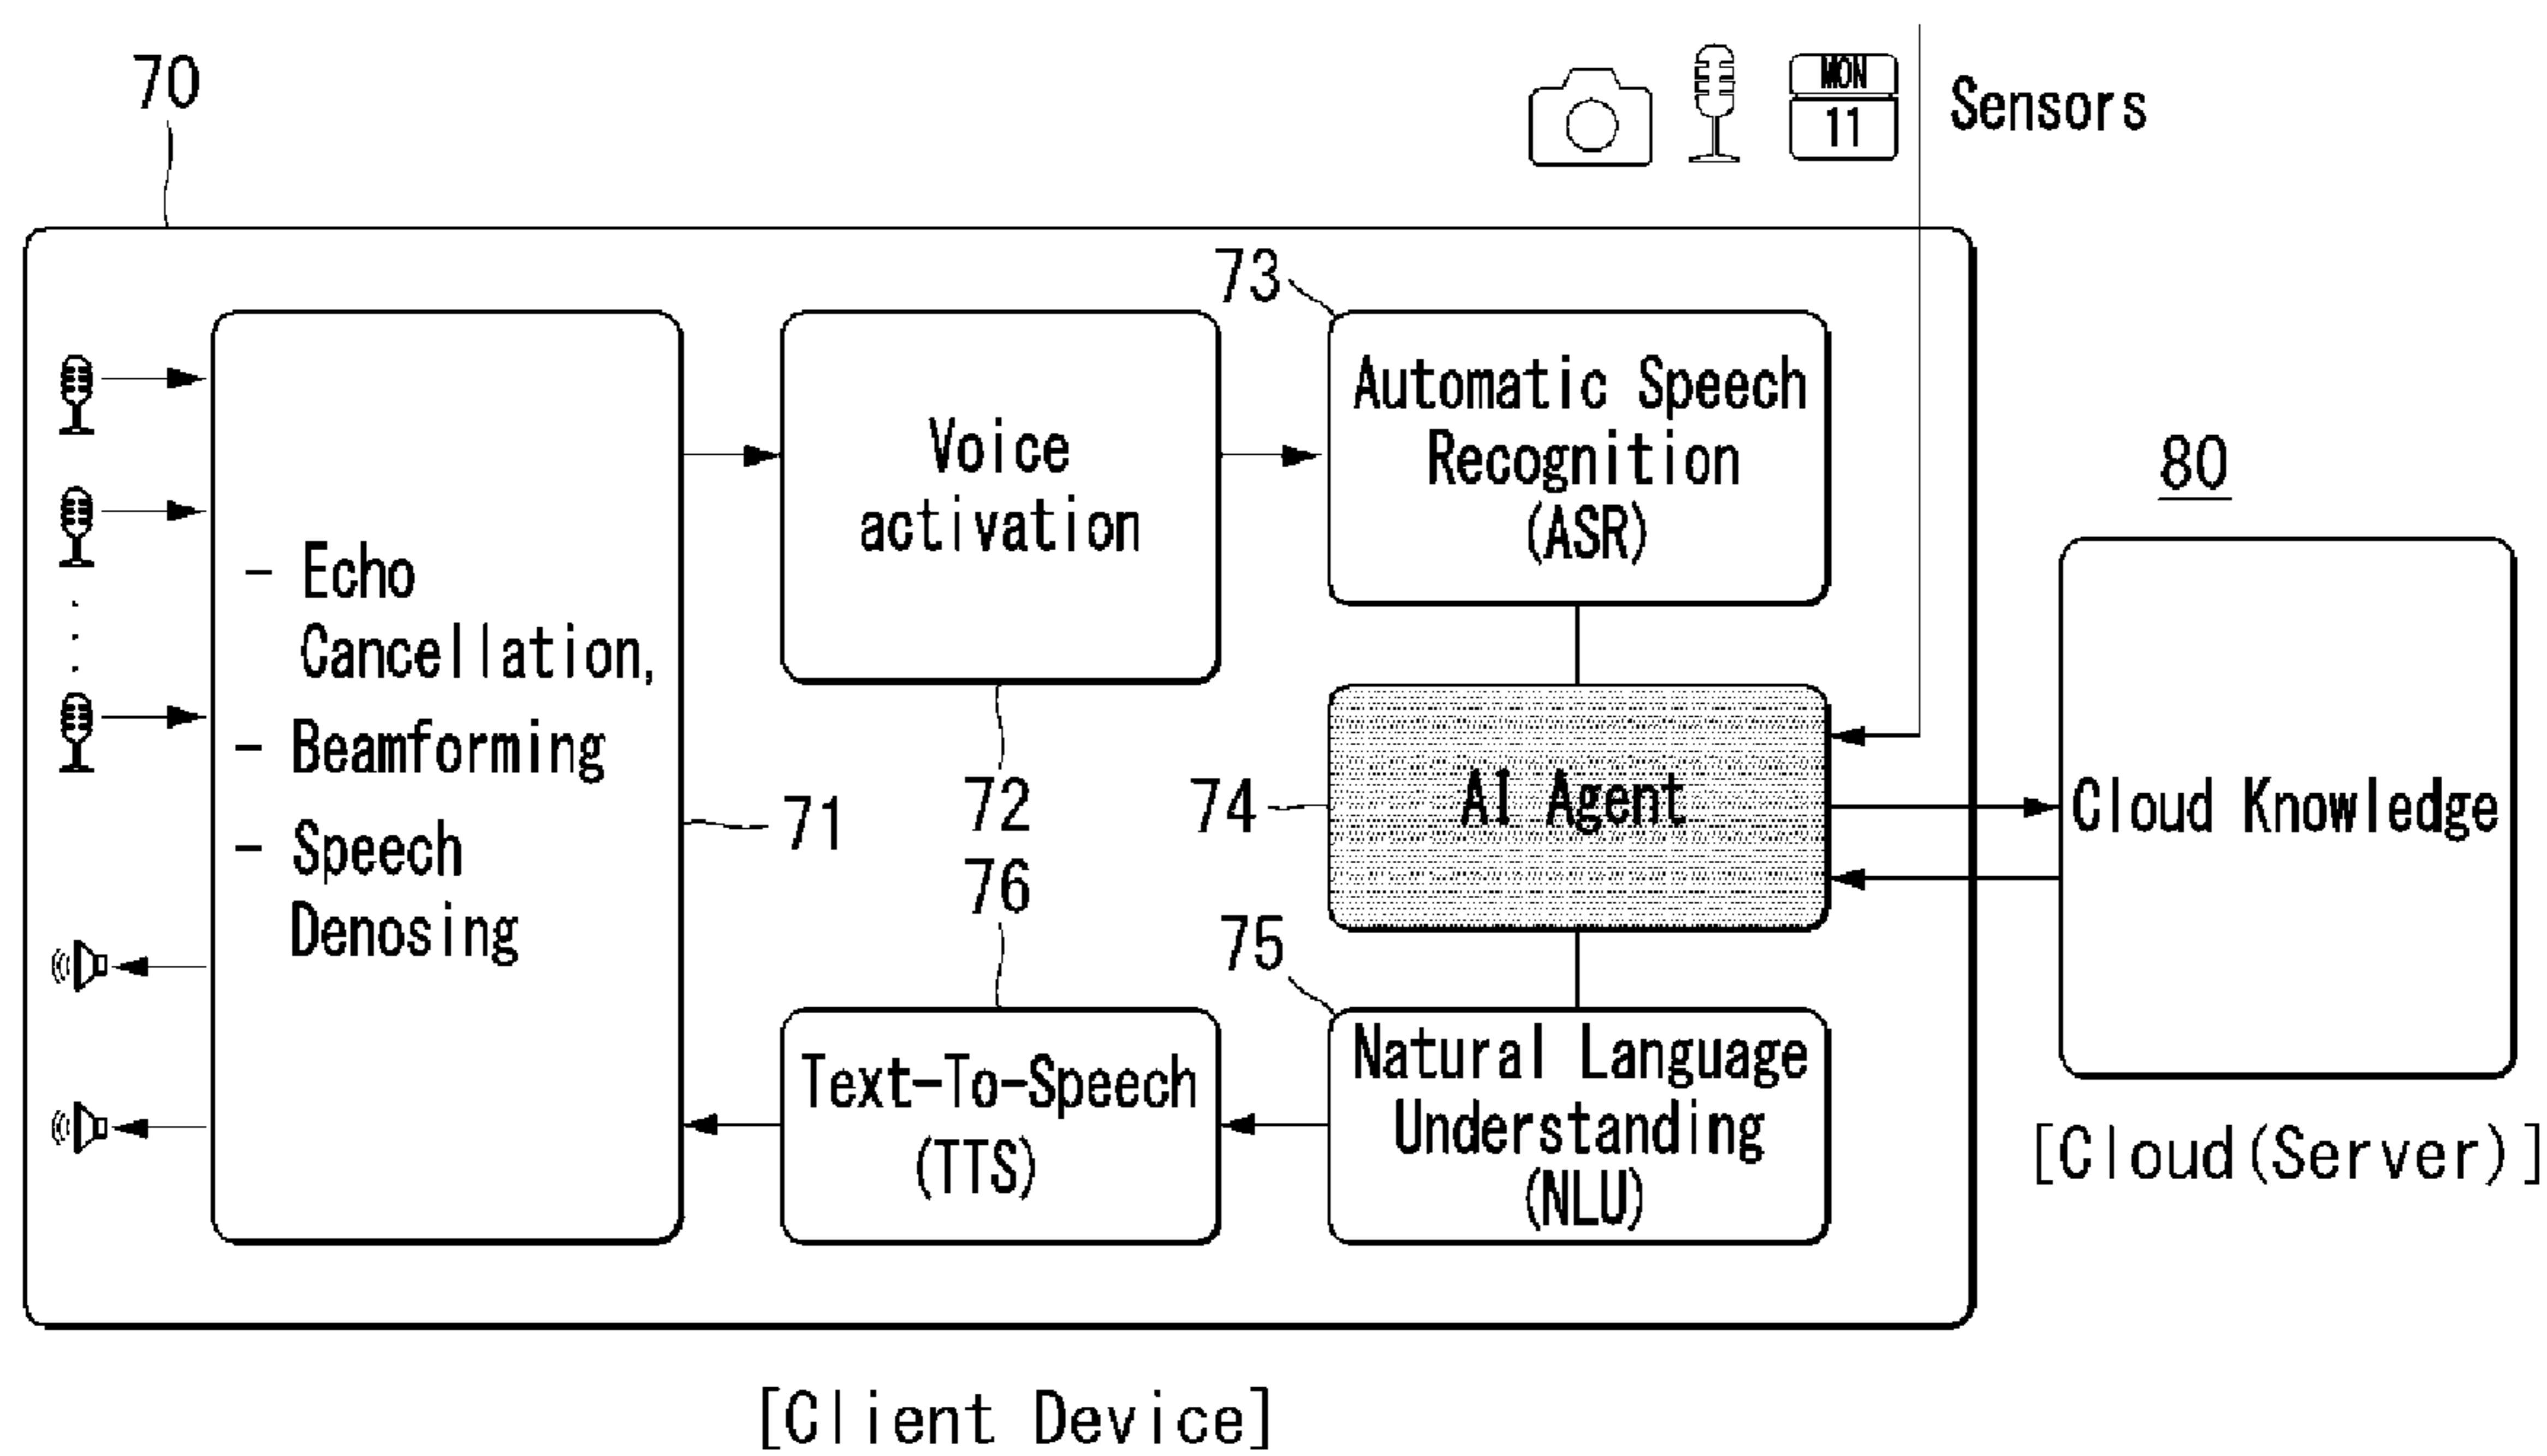 70
MON
11
Sensors
73
Automatic Speech
Recognition
(ASR)
Voice
activation
80
- Echo
Cancellation,
- Beamforming
- Speech
Denosing
71
72
76
74
AI Agent
Cloud Knowledge
75
Text-To-Speech
(TTS)
Natural Language
Understanding
(NLU)
[Cloud(Server)]
[Client Device]